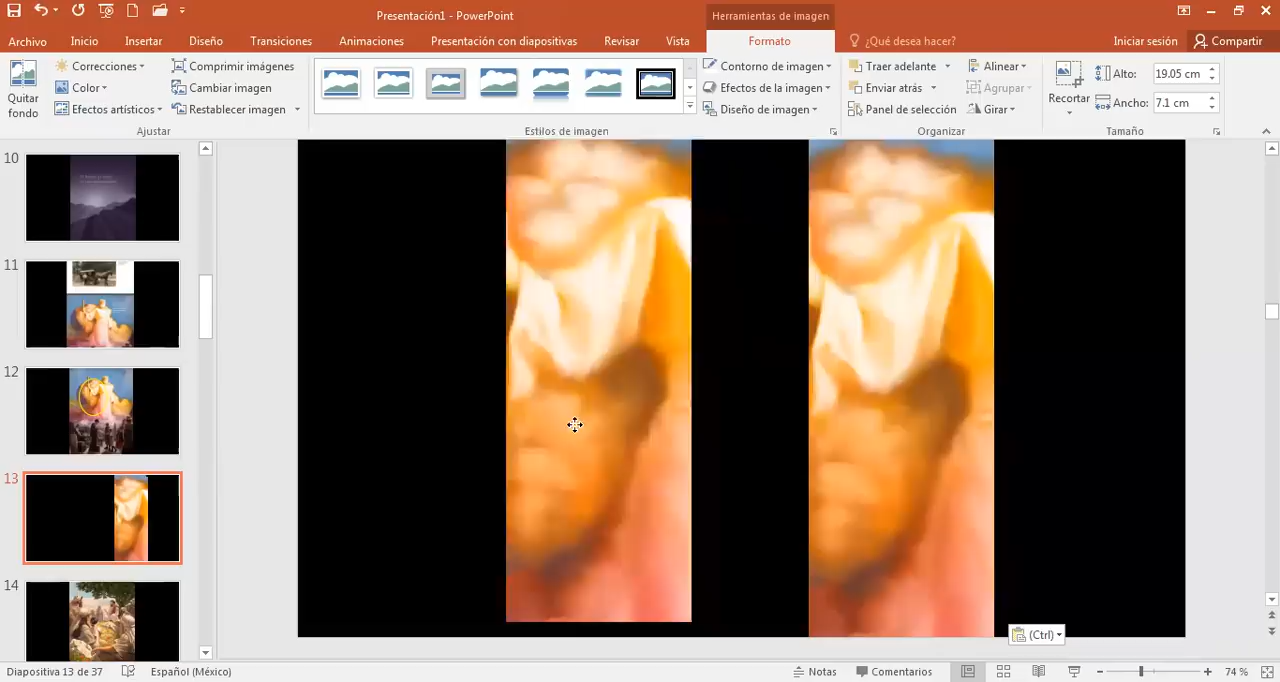 Presentación1 - PowerPoint
Herramientas de imagen
Archivo
Inicio
Insertar
Diseño
Transiciones
Animaciones
Presentación con diapositivas
Revisar
Vista
Formato
¿Qué desea hacer?
Iniciar sesión
Compartir
Quitar
fondo
Correcciones
Color
Efectos artísticos
Comprimir imágenes
Cambiar imagen
Restablecer imagen
Ajustar
Estilos de imagen
Contorno de imagen
Efectos de la imagen
Diseño de imagen
Traer adelante
Enviar atrás
Panel de selección
Alinear
Agrupar
Girar
Organizar
Recortar
Alto:
19.05 cm
Ancho:
7.1 cm
Tamaño
10
11
12
13
14
(Ctrl)
Diapositiva 13 de 37
Español (México)
Notas
Comentarios
74 %